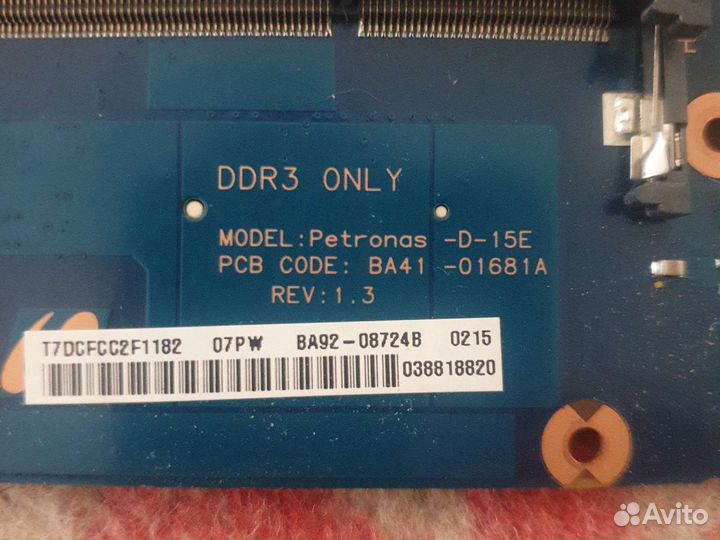 DDR3 ONLY
MODEL:Petronas -D-15E
PCB CODE: BA41 -01681A
REV:1.3
T7DCFCC2F1182 07PW BA92-08724B 0215
038818820
Avito